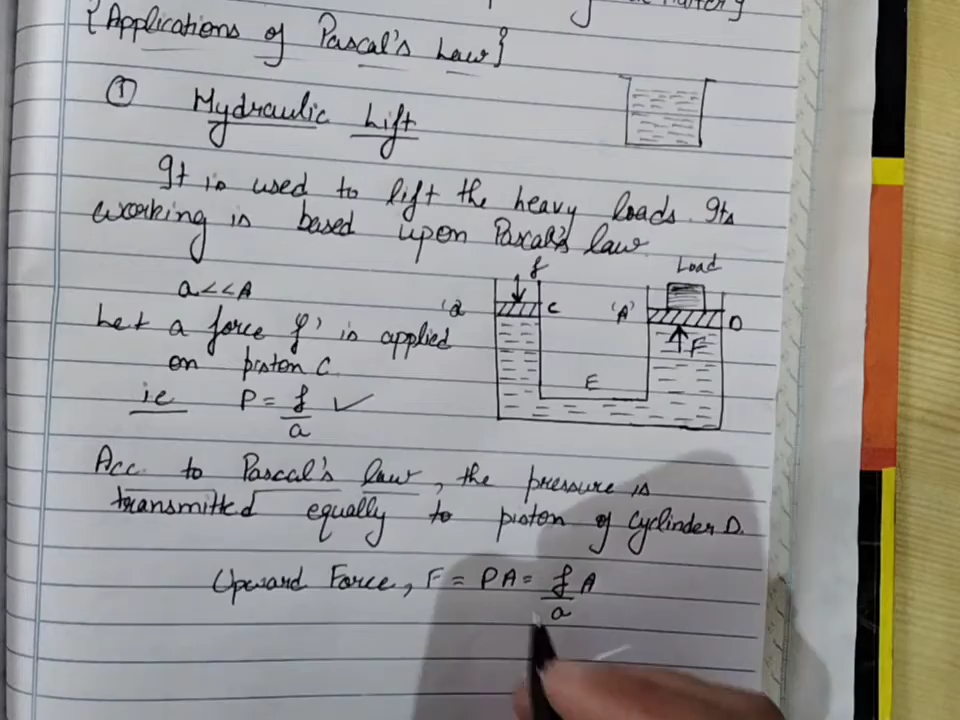 {Applications of Pascal's Law}
① Hydraulic Lift
It is used to lift the heavy loads. Its
working is based upon Pascal's law
a<<A
Let a force 'f' is applied
on piston C.
ie P = f/a ✓
f
Load
'a
C
'A'
D
F
E
Acc. to Pascal's law, the pressure is
transmitted equally to piston of Cyclinder D.
Upward Force, F = PA = f/a A